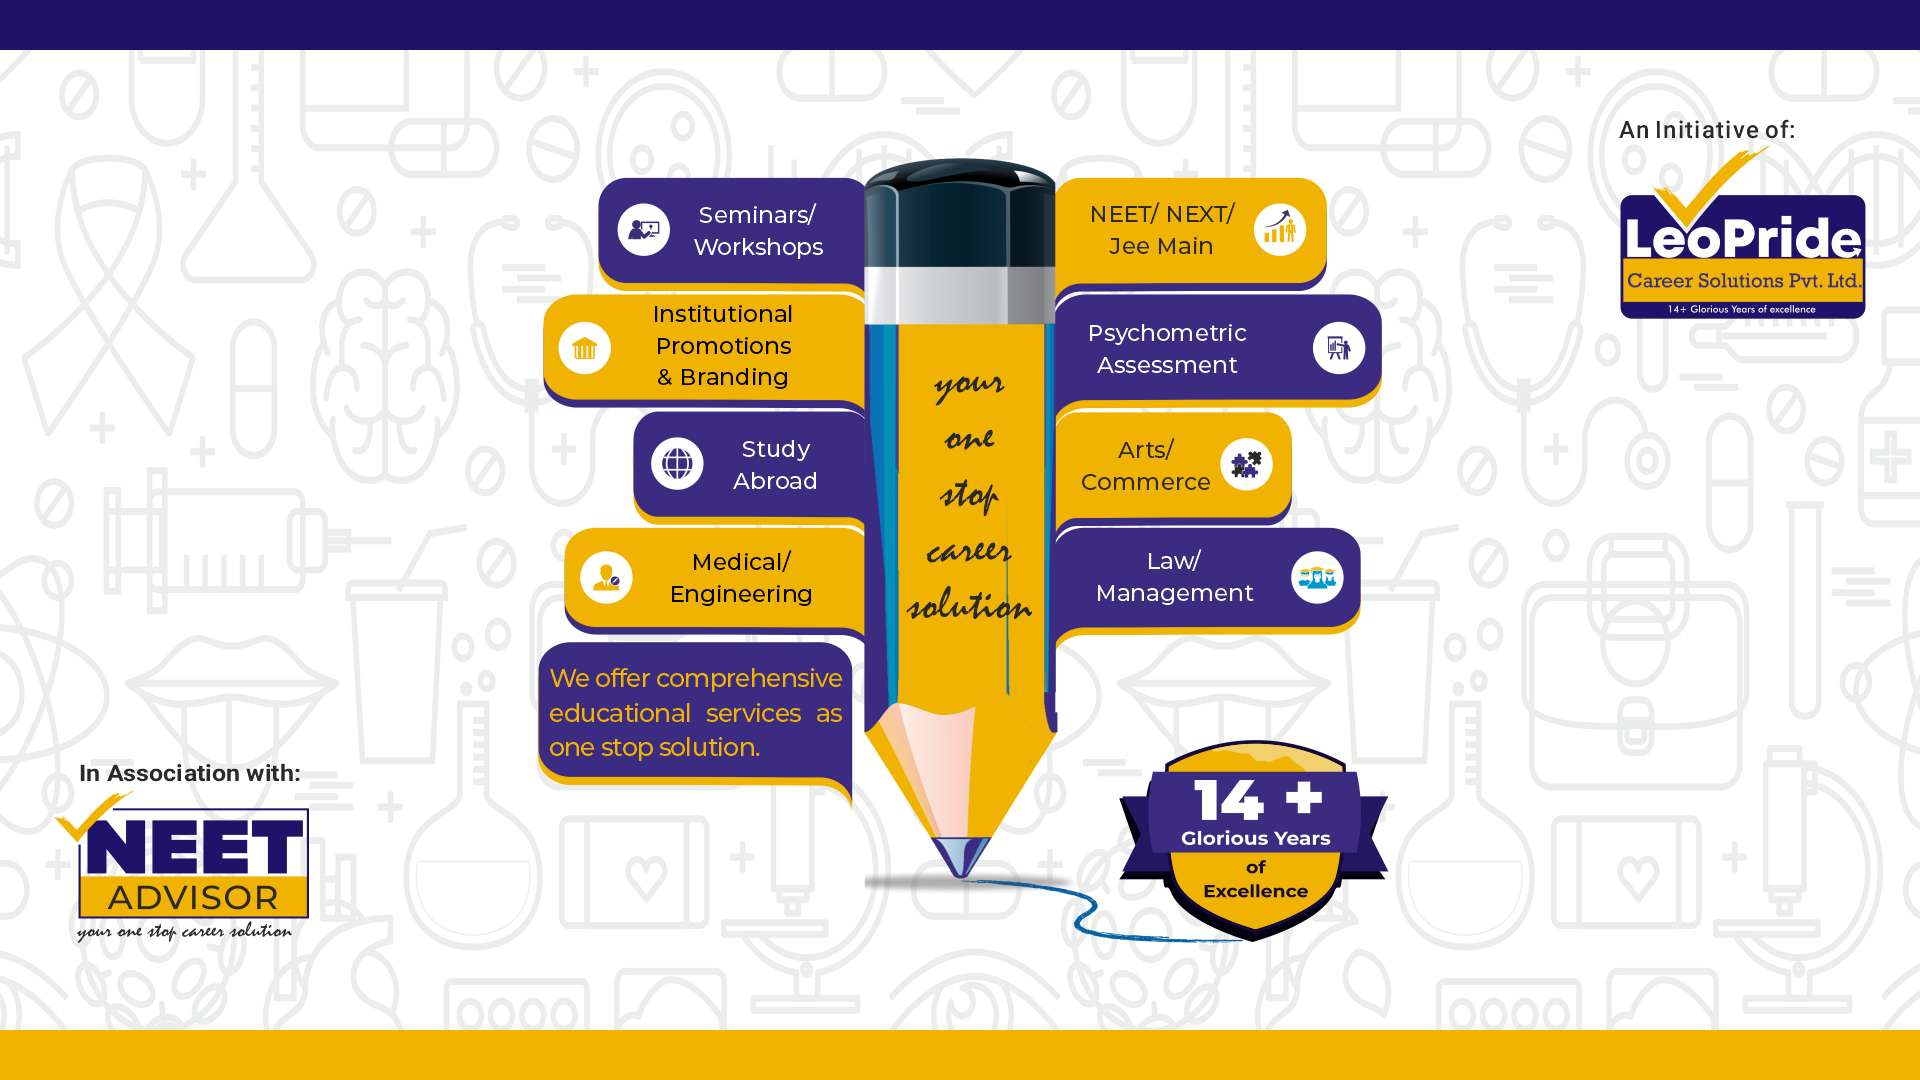 An Initiative of:
LeoPride
Career Solutions Pvt. Ltd.
14+ Glorious Years of excellence
Seminars/
Workshops
Institutional
Promotions
& Branding
Study
Abroad
Medical/
Engineering
We offer comprehensive
educational services as
one stop solution.
your
one
stop
career
solution
NEET/ NEXT/
Jee Main
Psychometric
Assessment
Arts/
Commerce
Law/
Management
In Association with:
NEET
ADVISOR
your one stop career solution
14 +
Glorious Years
of
Excellence